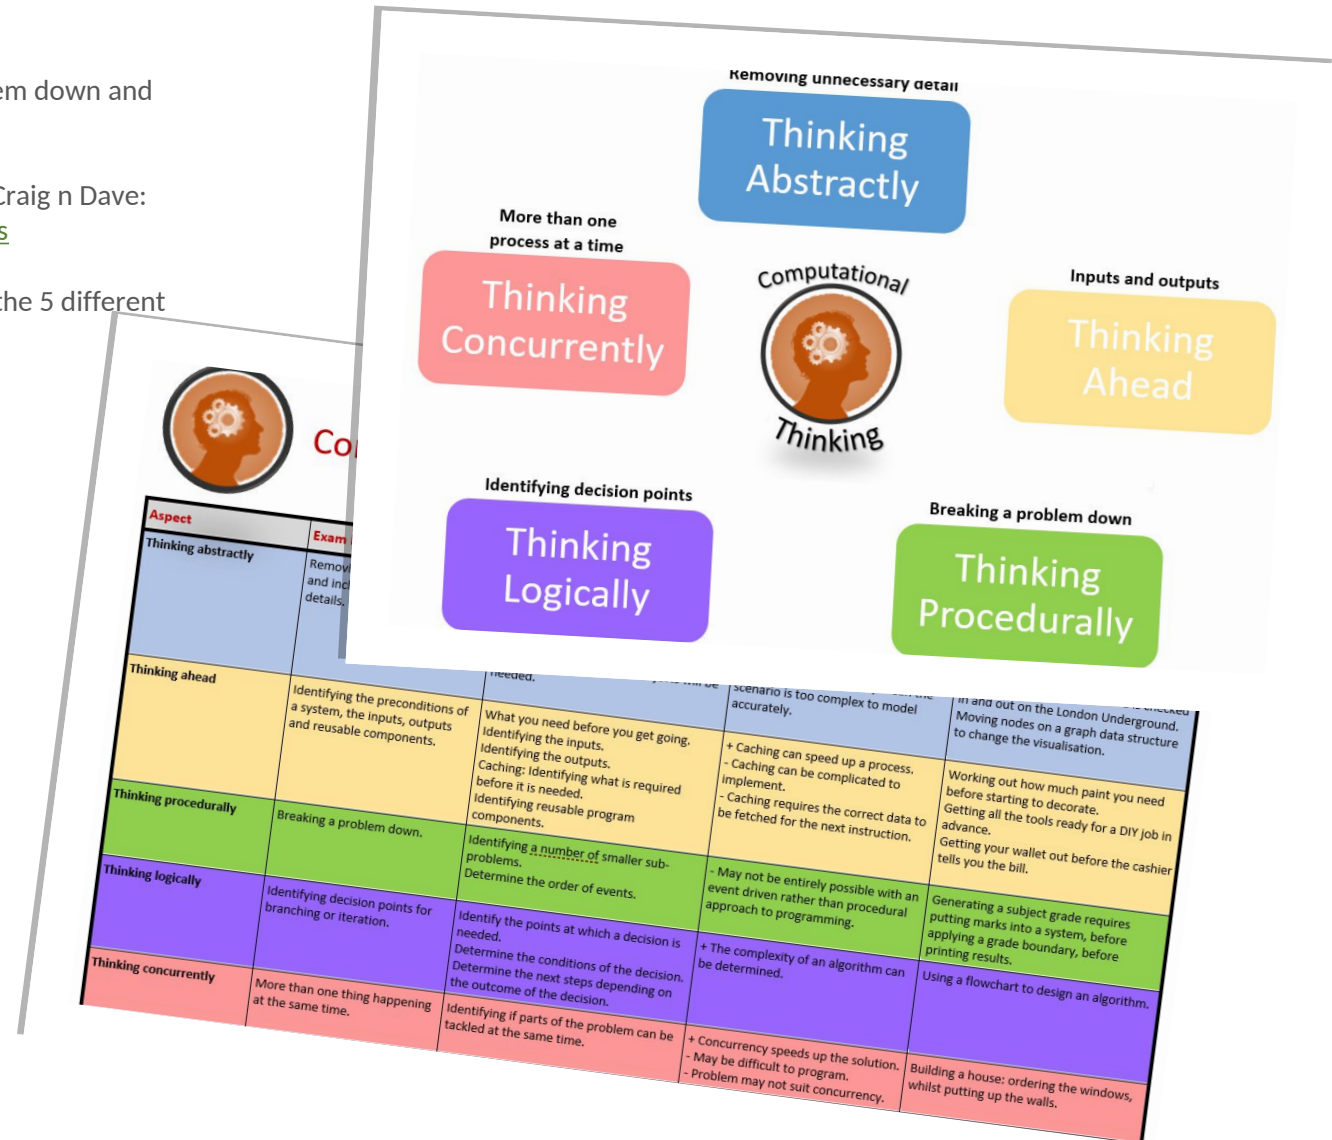 em down and
Craig n Dave:
s
the 5 different
Removing unnecessary detail
Thinking
Abstractly
More than one
process at a time
Thinking
Concurrently
Computational
Thinking
Inputs and outputs
Thinking
Ahead
Identifying decision points
Thinking
Logically
Breaking a problem down
Thinking
Procedurally
Co
Aspect
Exam
Thinking abstractly
Remov
and incl
details.
needed.
will be
scenario is too complex to model
accurately.
checked
in and out on the London Underground.
Moving nodes on a graph data structure
to change the visualisation.
Thinking ahead
Identifying the preconditions of
a system, the inputs, outputs
and reusable components.
What you need before you get going.
Identifying the inputs.
Identifying the outputs.
Caching: Identifying what is required
before it is needed.
Identifying reusable program
components.
+ Caching can speed up a process.
- Caching can be complicated to
implement.
- Caching requires the correct data to
be fetched for the next instruction.
Working out how much paint you need
before starting to decorate.
Getting all the tools ready for a DIY job in
advance.
Getting your wallet out before the cashier
tells you the bill.
Thinking procedurally
Breaking a problem down.
Identifying a number of smaller sub-
problems.
Determine the order of events.
- May not be entirely possible with an
event driven rather than procedural
approach to programming.
Generating a subject grade requires
putting marks into a system, before
applying a grade boundary, before
printing results.
Thinking logically
Identifying decision points for
branching or iteration.
Identify the points at which a decision is
needed.
Determine the conditions of the decision.
Determine the next steps depending on
the outcome of the decision.
+ The complexity of an algorithm can
be determined.
Using a flowchart to design an algorithm.
Thinking concurrently
More than one thing happening
at the same time.
Identifying if parts of the problem can be
tackled at the same time.
+ Concurrency speeds up the solution.
- May be difficult to program.
- Problem may not suit concurrency.
Building a house: ordering the windows,
whilst putting up the walls.